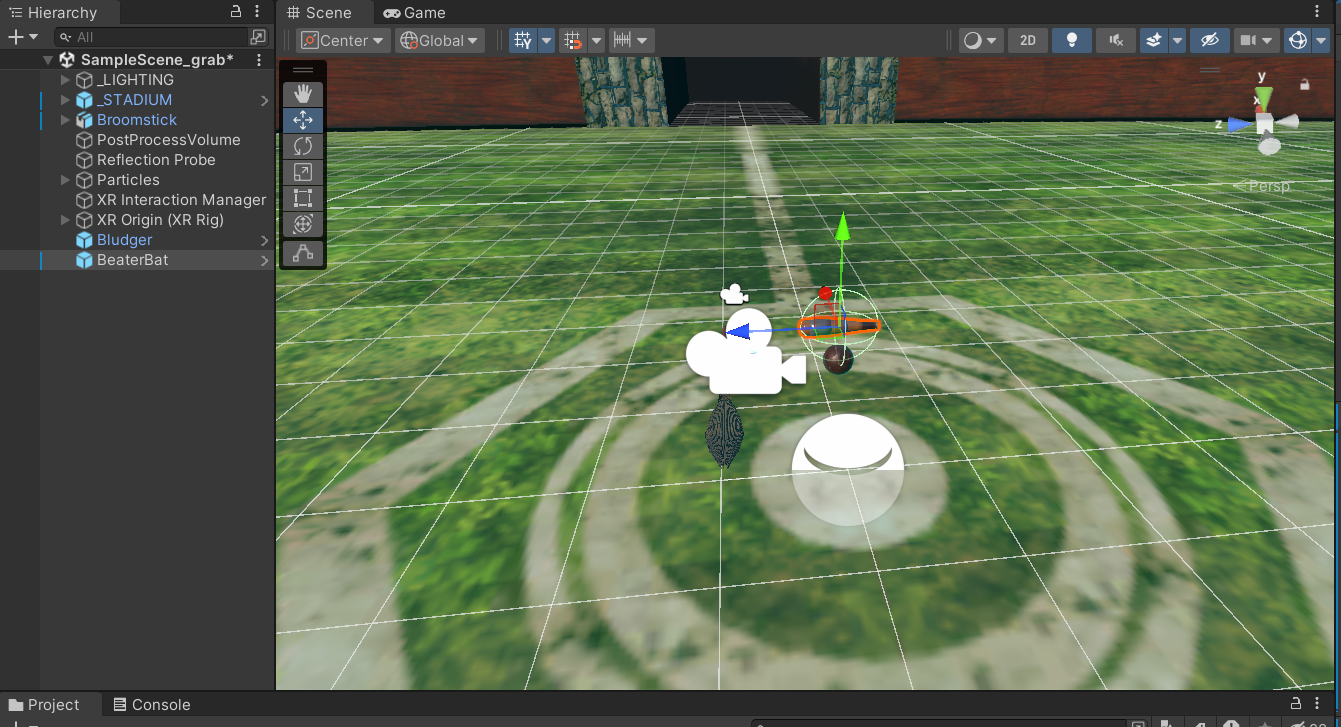 Hierarchy
All
SampleScene_grab*
_LIGHTING
_STADIUM
Broomstick
PostProcessVolume
Reflection Probe
Particles
XR Interaction Manager
XR Origin (XR Rig)
Bludger
BeaterBat
Scene Game
Center Global 2D
y
x
z
Persp
Project Console